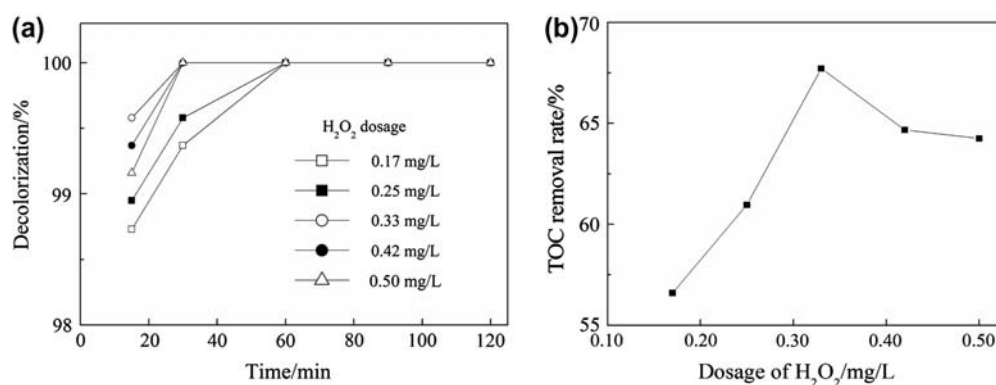 (a)
100
99
98
Decolorization/%
H₂O₂ dosage
0.17 mg/L
0.25 mg/L
0.33 mg/L
0.42 mg/L
0.50 mg/L
0 20 40 60 80 100 120
Time/min
(b)
70
65
60
55
TOC removal rate/%
0.10 0.20 0.30 0.40 0.50
Dosage of H₂O₂/mg/L